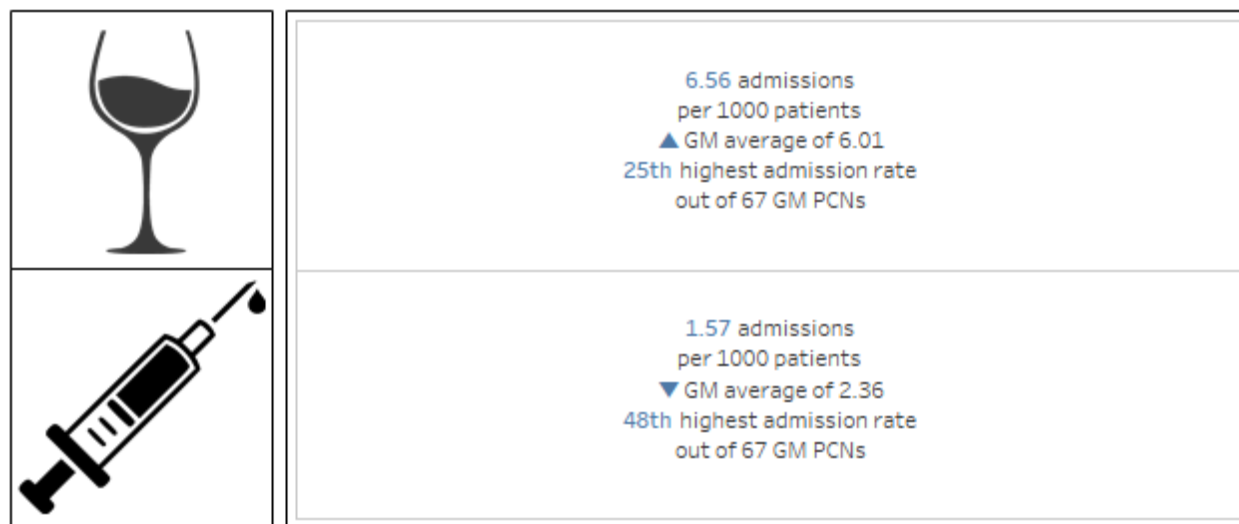 6.56 admissions
per 1000 patients
▲ GM average of 6.01
25th highest admission rate
out of 67 GM PCNs
1.57 admissions
per 1000 patients
▼ GM average of 2.36
48th highest admission rate
out of 67 GM PCNs